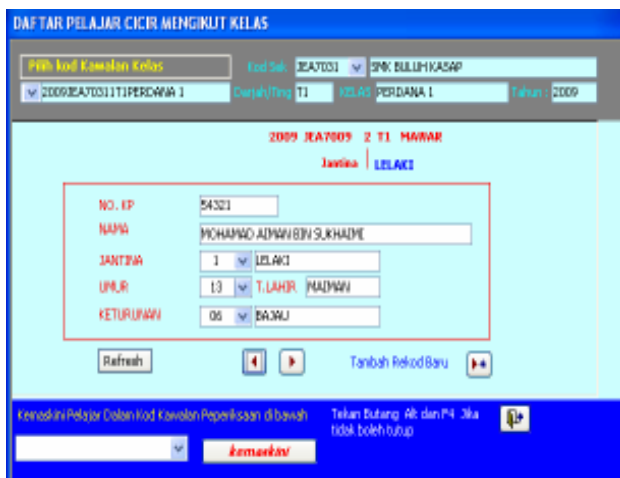 DAFTAR PELAJAR CICIR MENGIKUT KELAS
Pilih kod Kawalan Kelas
Kod Sek JEA7031 SMK BULUH KASAP
2009JEA70311T1PERDANA 1 Darjah/Ting T1 KELAS PERDANA 1 Tahun : 2009
2009 JEA7009 2 T1 MAWAR
Jantina LELAKI
NO. KP 54321
NAMA MOHAMAD AIMAN BIN SUKHAIMI
JANTINA 1 LELAKI
UMUR 13 T.LAHIR MAIMAN
KETURUNAN 06 BAJAU
Refresh Tambah Rekod Baru
Kemaskini Pelajar Dalam Kod Kawalan Peperiksaan dibawah
Tekan Butang Alt dan F4 Jika
tidak boleh tutup
kemaskini